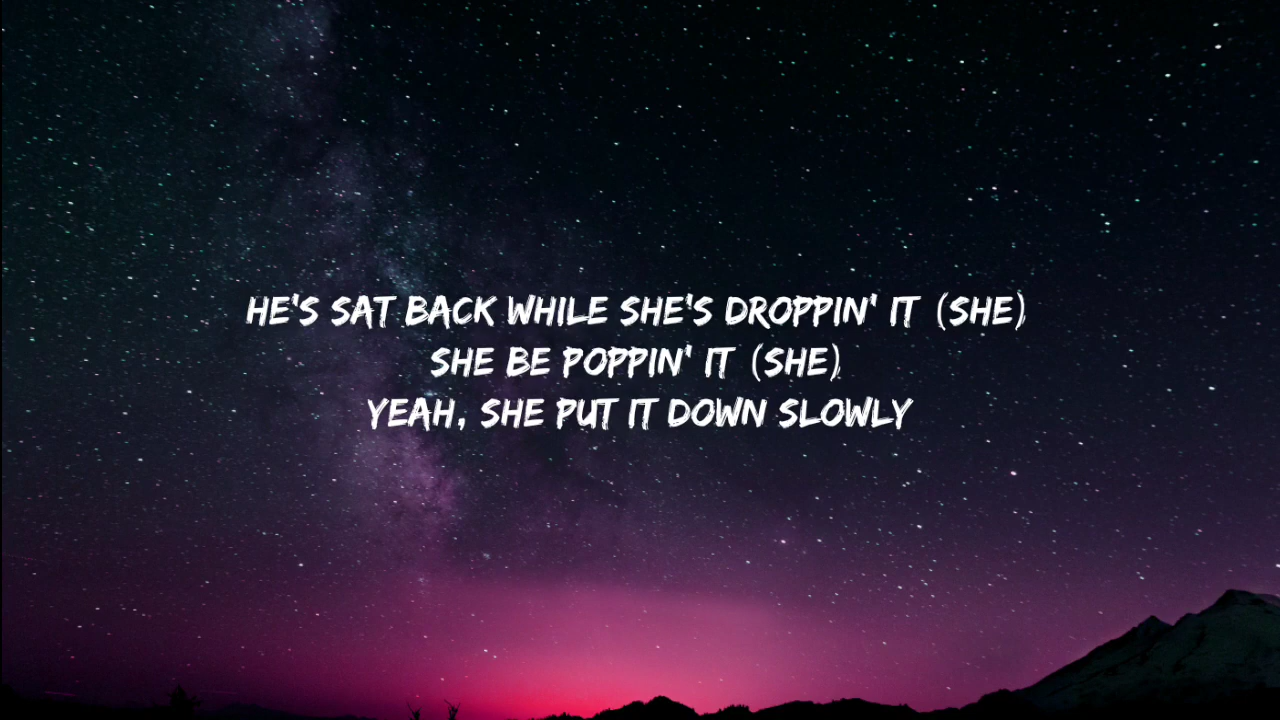 HE'S SAT BACK WHILE SHE'S DROPPIN' IT (SHE)
SHE BE POPPIN' IT (SHE)
YEAH, SHE PUT IT DOWN SLOWLY